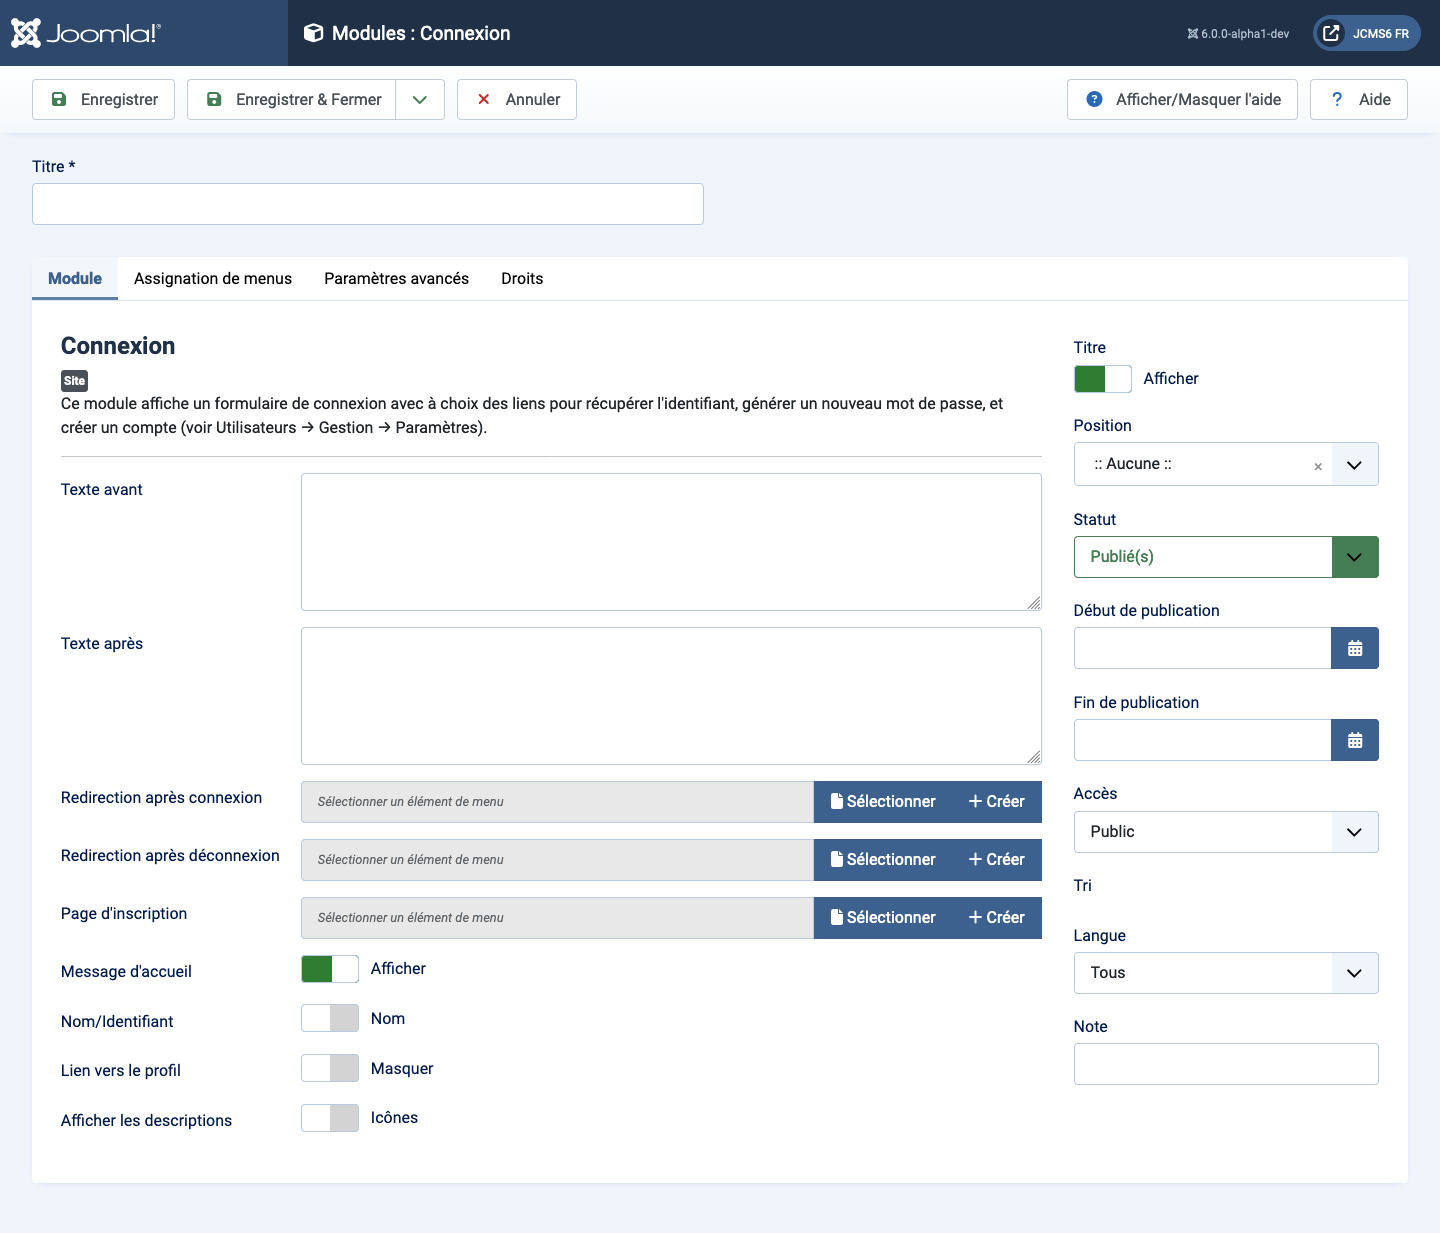 Joomla!®
Modules : Connexion
6.0.0-alpha1-dev
JCMS6 FR
Enregistrer
Enregistrer & Fermer
Annuler
Afficher/Masquer l'aide
? Aide
Titre *
Module
Assignation de menus
Paramètres avancés
Droits
Connexion
Site
Ce module affiche un formulaire de connexion avec à choix des liens pour récupérer l'identifiant, générer un nouveau mot de passe, et
créer un compte (voir Utilisateurs → Gestion → Paramètres).
Texte avant
Texte après
Redirection après connexion
Sélectionner un élément de menu
Sélectionner
+ Créer
Redirection après déconnexion
Sélectionner un élément de menu
Sélectionner
+ Créer
Page d'inscription
Sélectionner un élément de menu
Sélectionner
+ Créer
Message d'accueil
Afficher
Nom/Identifiant
Nom
Lien vers le profil
Masquer
Afficher les descriptions
Icônes
Titre
Afficher
Position
:: Aucune ::
×
Statut
Publié(s)
Début de publication
Fin de publication
Accès
Public
Tri
Langue
Tous
Note